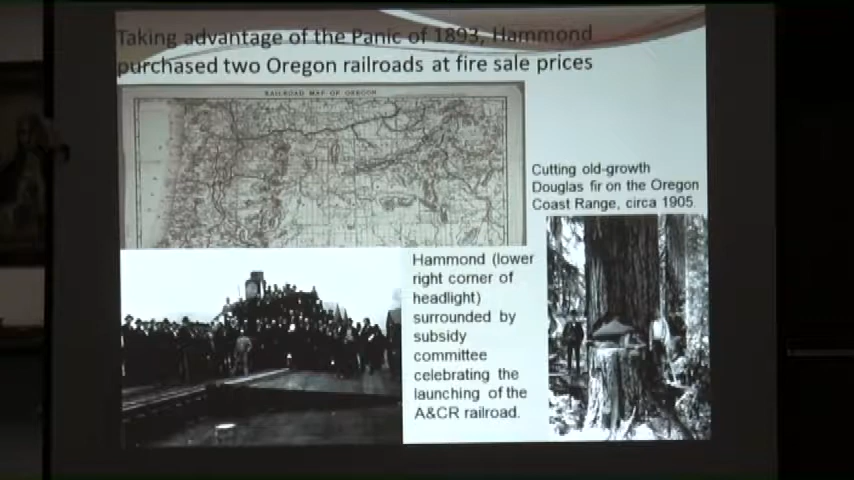 Taking advantage of the Panic of 1893, Hammond
purchased two Oregon railroads at fire sale prices
RAILROAD MAP OF OREGON
Cutting old-growth
Douglas fir on the Oregon
Coast Range, circa 1905.
Hammond (lower
right corner of
headlight)
surrounded by
subsidy
committee
celebrating the
launching of the
A&CR railroad.